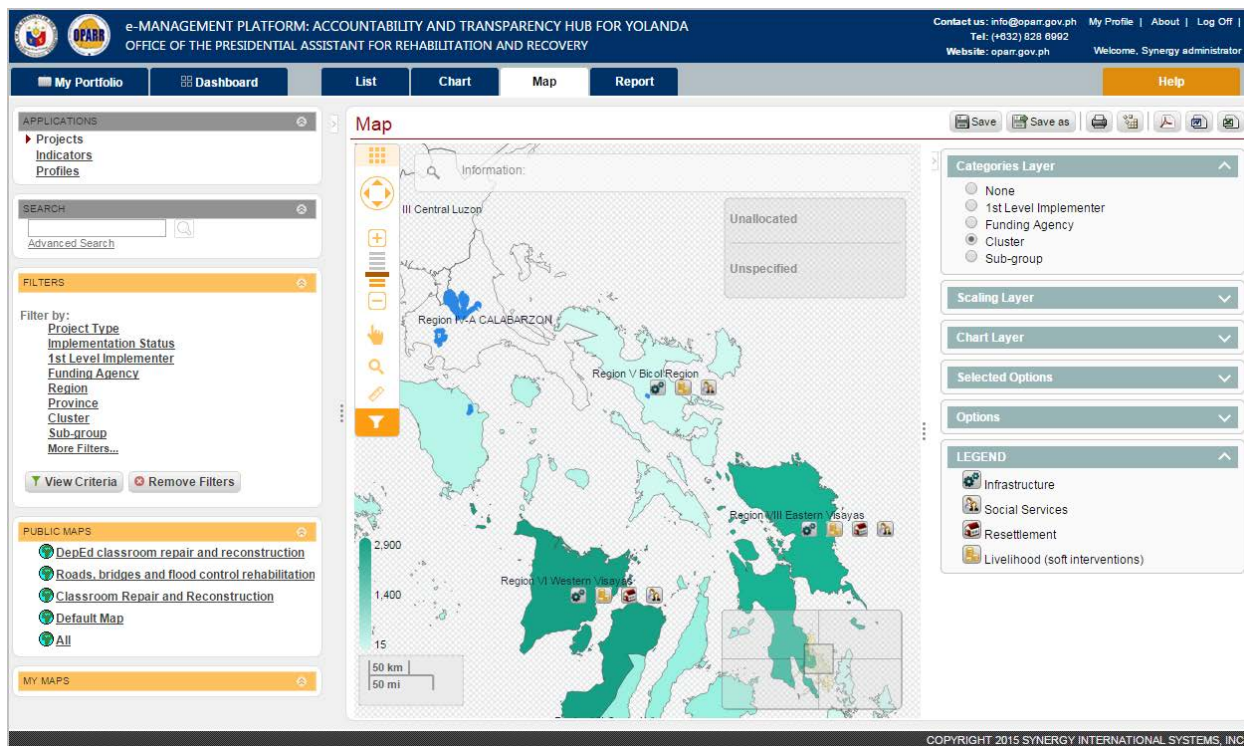 e-MANAGEMENT PLATFORM: ACCOUNTABILITY AND TRANSPARENCY HUB FOR YOLANDA
OFFICE OF THE PRESIDENTIAL ASSISTANT FOR REHABILITATION AND RECOVERY
OPARR
Contact us: info@oparr.gov.ph My Profile | About | Log Off |
Tel: (+632) 828 6992
Website: oparr.gov.ph Welcome, Synergy administrator
My Portfolio Dashboard List Chart Map Report Help
APPLICATIONS
Projects
Indicators
Profiles
SEARCH
Advanced Search
FILTERS
Filter by:
Project Type
Implementation Status
1st Level Implementer
Funding Agency
Region
Province
Cluster
Sub-group
More Filters...
View Criteria Remove Filters
PUBLIC MAPS
DepEd classroom repair and reconstruction
Roads, bridges and flood control rehabilitation
Classroom Repair and Reconstruction
Default Map
All
MY MAPS
Map
Save Save as
Information:
III Central Luzon
Unallocated
Unspecified
Region IV-A CALABARZON
Region V Bicol Region
Region VIII Eastern Visayas
Region VI Western Visayas
2,900
1,400
15
50 km
50 mi
Categories Layer
None
1st Level Implementer
Funding Agency
Cluster
Sub-group
Scaling Layer
Chart Layer
Selected Options
Options
LEGEND
Infrastructure
Social Services
Resettlement
Livelihood (soft interventions)
COPYRIGHT 2015 SYNERGY INTERNATIONAL SYSTEMS, INC